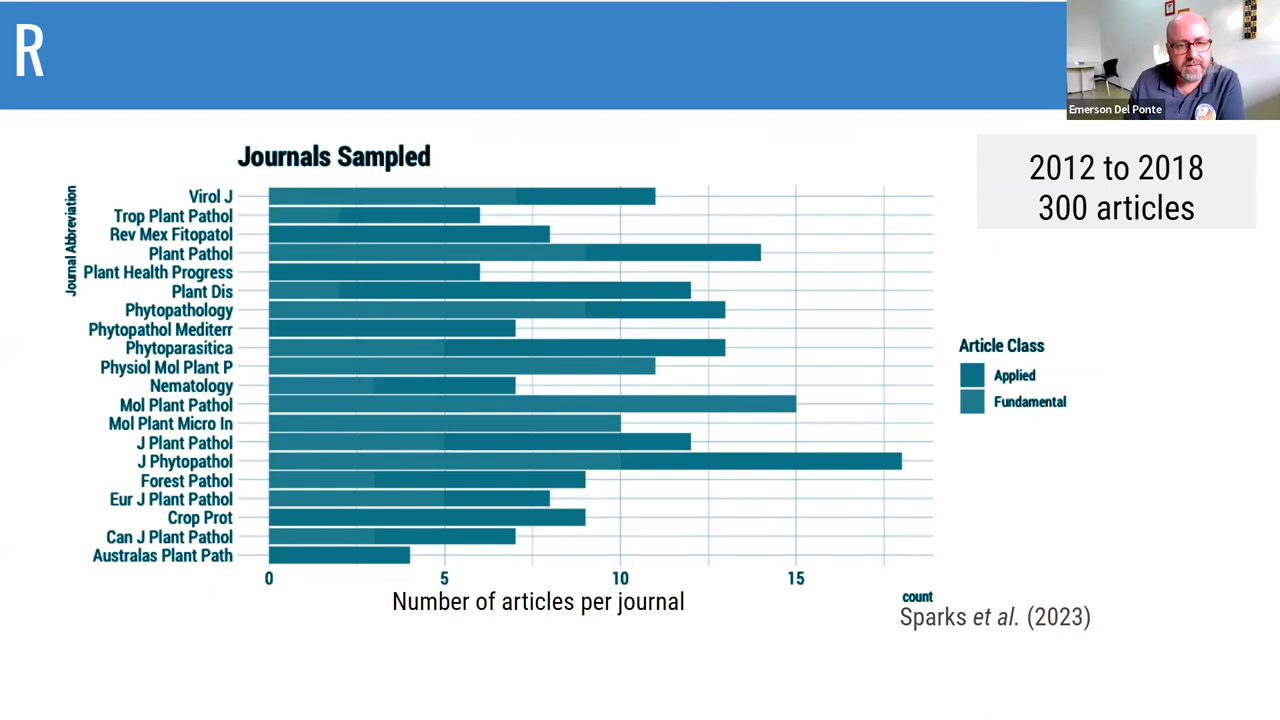 R
Emerson Del Ponte
2012 to 2018
300 articles
Journals Sampled
Journal Abbreviation
Virol J
Trop Plant Pathol
Rev Mex Fitopatol
Plant Pathol
Plant Health Progress
Plant Dis
Phytopathology
Phytopathol Mediterr
Phytoparasitica
Physiol Mol Plant P
Nematology
Mol Plant Pathol
Mol Plant Micro In
J Plant Pathol
J Phytopathol
Forest Pathol
Eur J Plant Pathol
Crop Prot
Can J Plant Pathol
Australas Plant Path
0 5 10 15
count
Number of articles per journal
Article Class
Applied
Fundamental
Sparks et al. (2023)